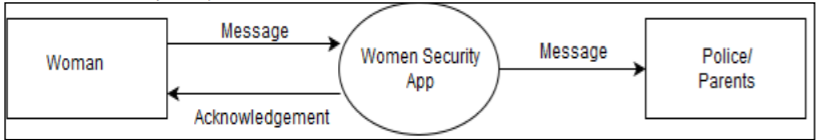 Woman
Message
Acknowledgement
Women Security
App
Message
Police/
Parents